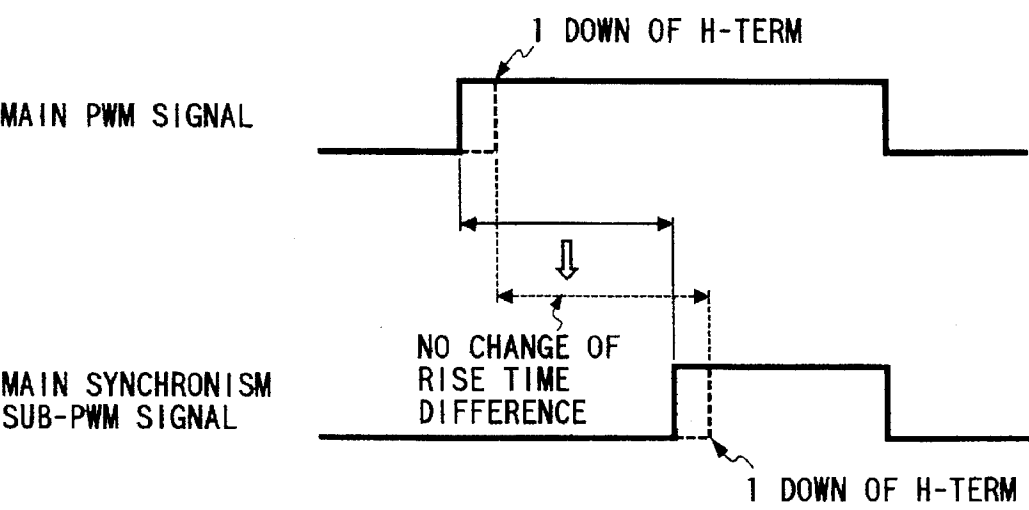 1 DOWN OF H-TERM
MAIN PWM SIGNAL
NO CHANGE OF
RISE TIME
DIFFERENCE
MAIN SYNCHRONISM
SUB-PWM SIGNAL
1 DOWN OF H-TERM